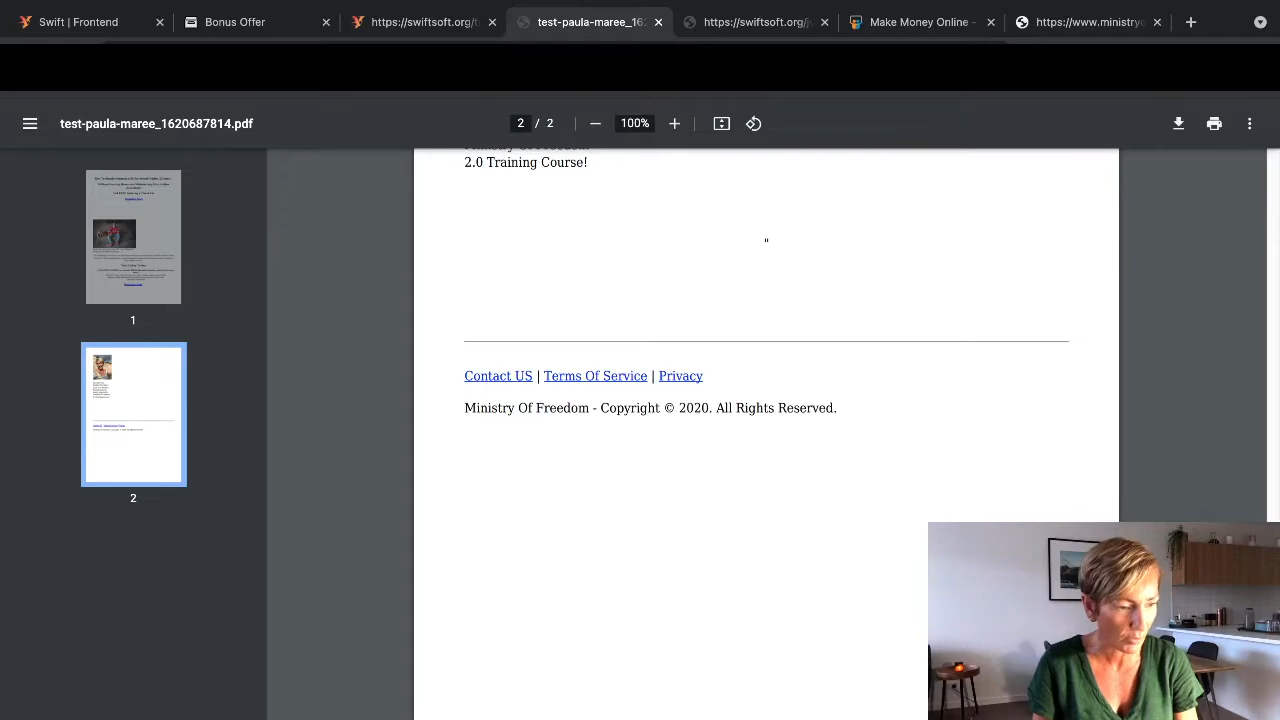 Swift | Frontend
Bonus Offer
https://swiftsoft.org/t
test-paula-maree_16
https://swiftsoft.org/
Make Money Online –
https://www.ministry
test-paula-maree_1620687814.pdf
2 / 2
100%
2.0 Training Course!
"
Contact US | Terms Of Service | Privacy
Ministry Of Freedom - Copyright © 2020. All Rights Reserved.
1
2